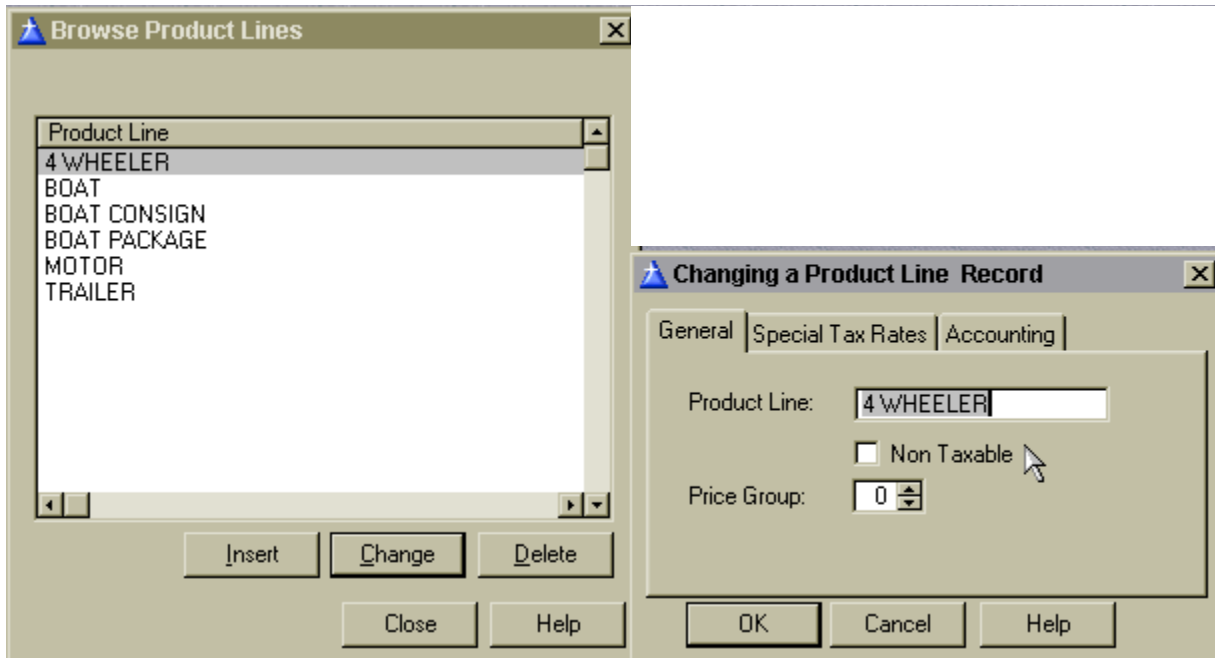 Browse Product Lines
Product Line
4 WHEELER
BOAT
BOAT CONSIGN
BOAT PACKAGE
MOTOR
TRAILER
Insert Change Delete
Close Help
Changing a Product Line Record
General Special Tax Rates Accounting
Product Line: 4 WHEELER
Non Taxable
Price Group: 0
OK Cancel Help